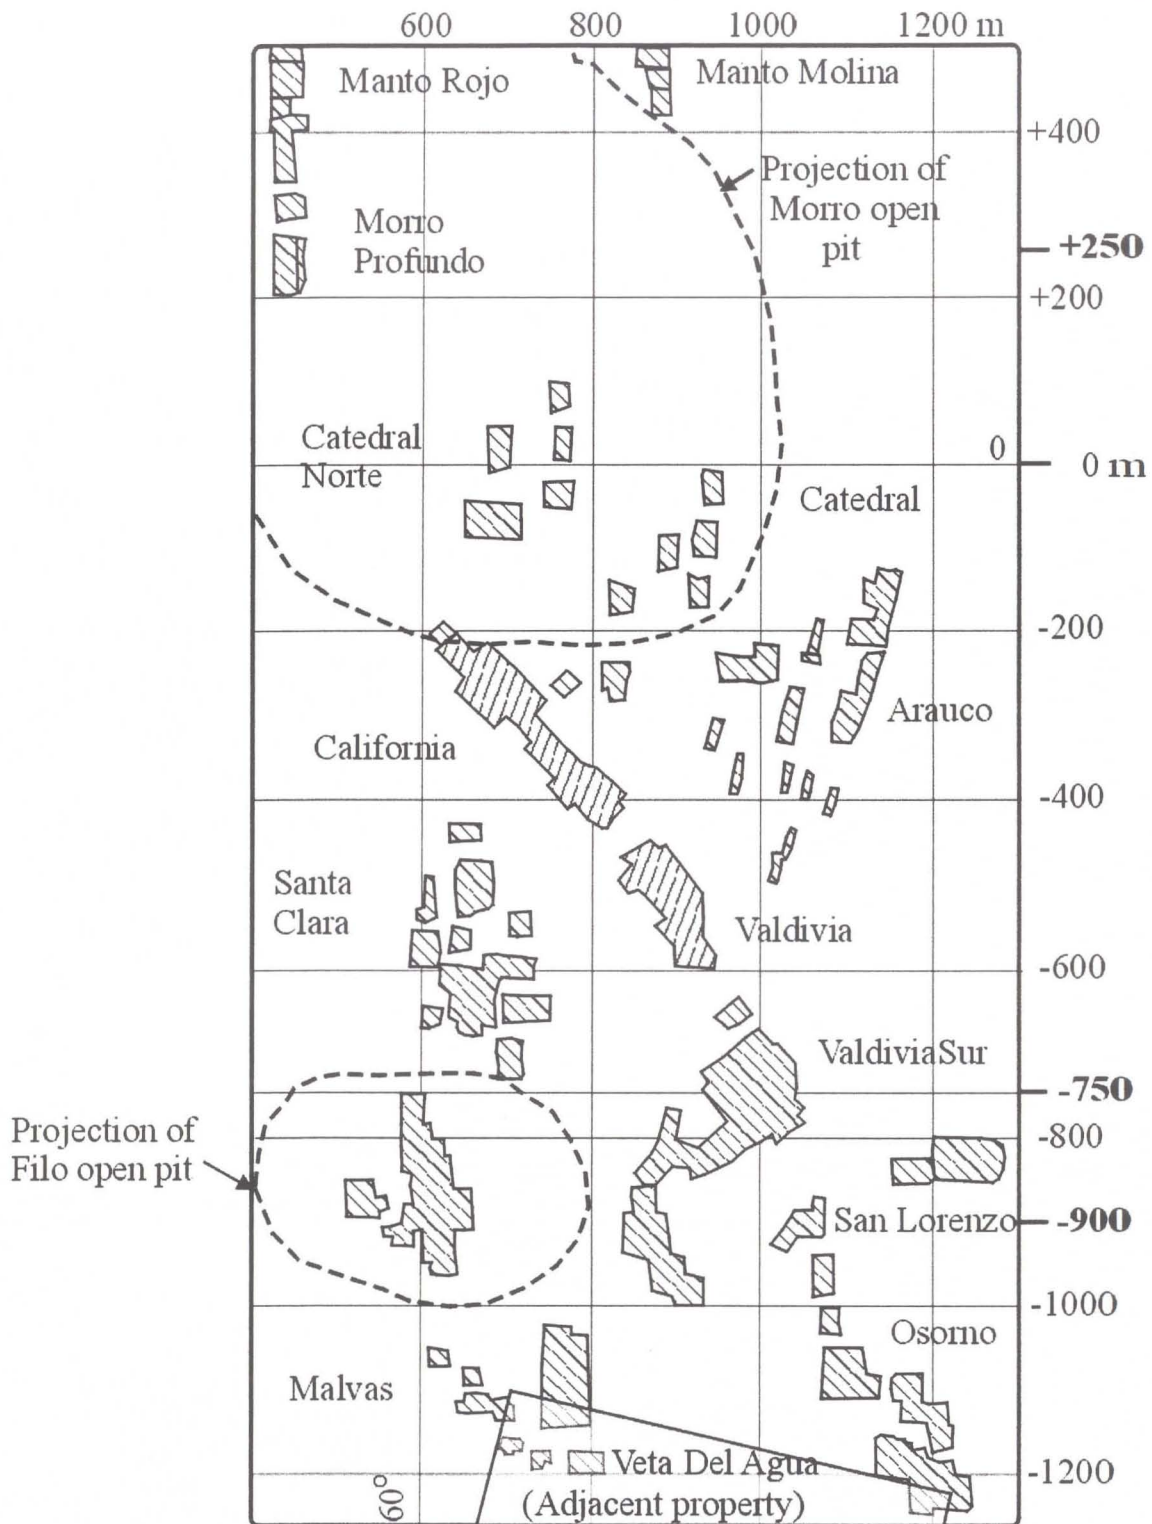 600
800
1000
1200 m
Manto Rojo
Manto Molina
+400
Projection of
Morro open
pit
Morro
Profundo
+250
+200
Catedral
Norte
0
0 m
Catedral
-200
Arauco
California
-400
Santa
Clara
Valdivia
-600
ValdiviaSur
-750
Projection of
Filo open pit
-800
San Lorenzo
-900
-1000
Osorno
Malvas
Veta Del Agua
-1200
(Adjacent property)
60°